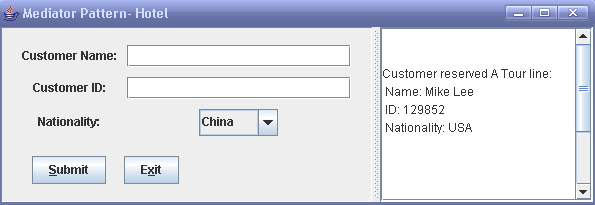 Mediator Pattern- Hotel
Customer Name:
Customer ID:
Nationality:
China
Submit
Exit
Customer reserved A Tour line:
Name: Mike Lee
ID: 129852
Nationality: USA